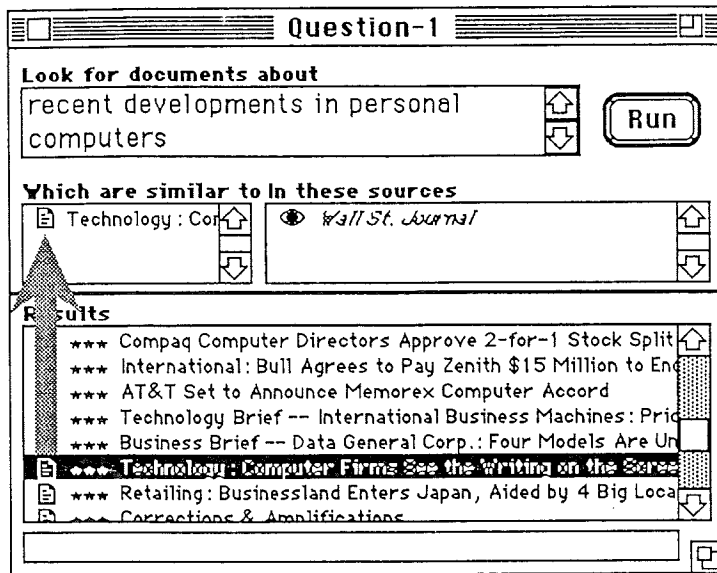 Question-1
Look for documents about
recent developments in personal
computers
Run
Which are similar to In these sources
Technology : Co
Wall St. Journal
Results
*** Compaq Computer Directors Approve 2-for-1 Stock Split
*** International: Bull Agrees to Pay Zenith $15 Million to En
*** AT&T Set to Announce Memorex Computer Accord
*** Technology Brief -- International Business Machines: Pric
*** Business Brief -- Data General Corp.: Four Models Are Un
*** Technology: Computer Firms See the Writing on the Scree
*** Retailing: Businessland Enters Japan, Aided by 4 Big Loca
*** Corrections & Amplifications